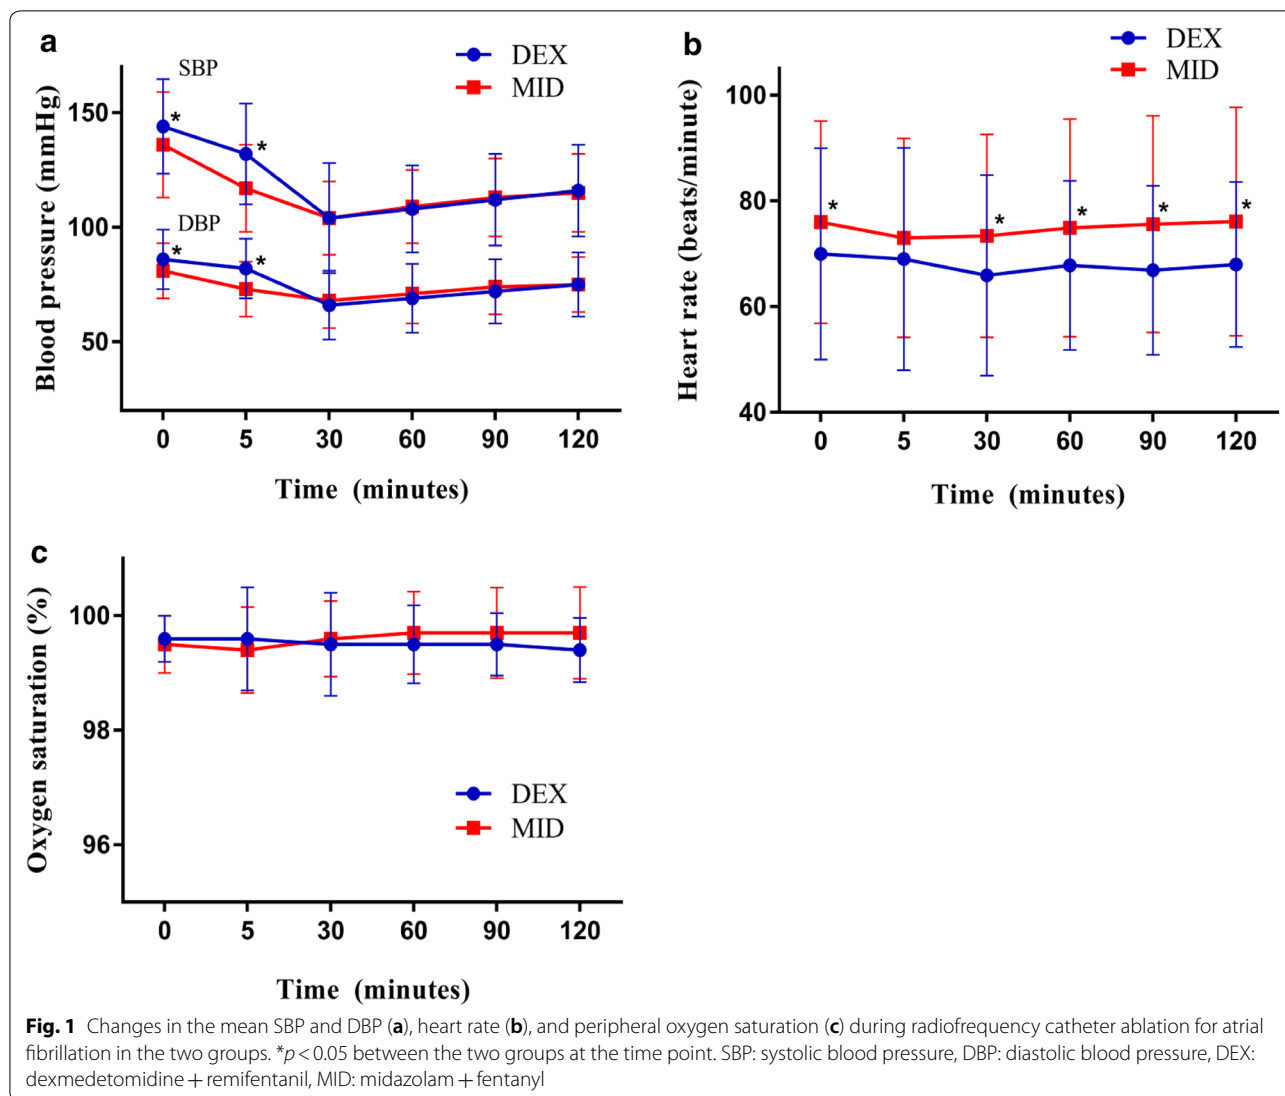 a
DEX
MID
SBP
*
*
DBP
*
*
150
100
50
Blood pressure (mmHg)
0 5 30 60 90 120
Time (minutes)
b
DEX
MID
100
80
60
40
Heart rate (beats/minute)
* * * * *
0 5 30 60 90 120
Time (minutes)
c
100
98
96
Oxygen saturation (%)
DEX
MID
0 5 30 60 90 120
Time (minutes)
Fig. 1 Changes in the mean SBP and DBP (a), heart rate (b), and peripheral oxygen saturation (c) during radiofrequency catheter ablation for atrial
fibrillation in the two groups. *p < 0.05 between the two groups at the time point. SBP: systolic blood pressure, DBP: diastolic blood pressure, DEX:
dexmedetomidine + remifentanil, MID: midazolam + fentanyl